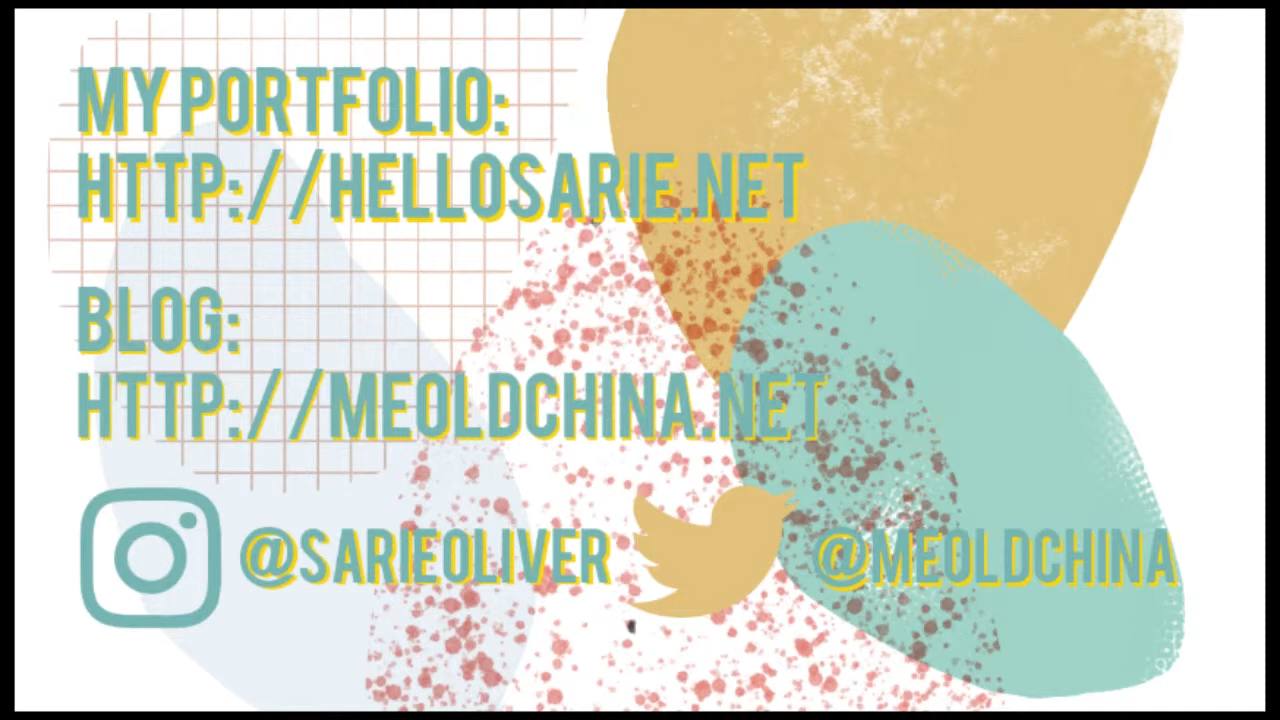 MY PORTFOLIO:
HTTP://HELLOSARIE.NET
BLOG:
HTTP://MEOLDCHINA.NET
@SARIEOLIVER @MEOLDCHINA